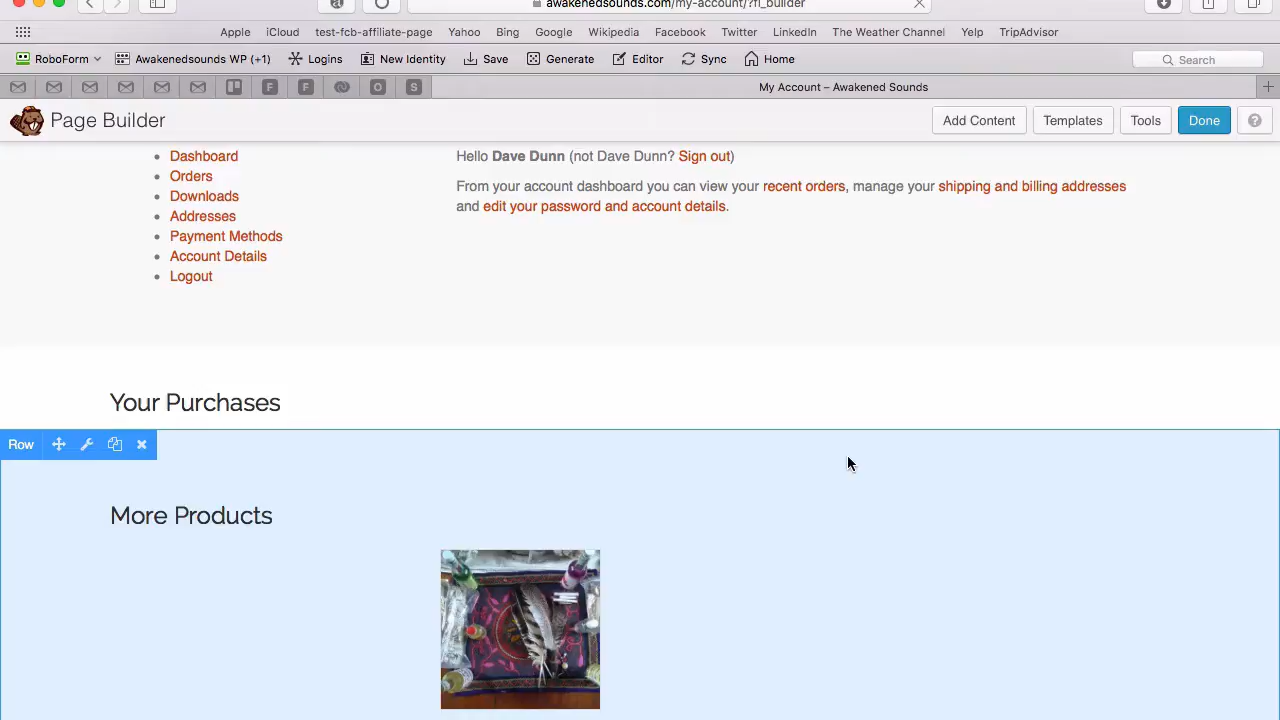 awakenedsounds.com/my-account/?fl_builder
Apple iCloud test-fcb-affiliate-page Yahoo Bing Google Wikipedia Facebook Twitter LinkedIn The Weather Channel Yelp TripAdvisor
RoboForm Awakenedsounds WP (+1) Logins New Identity Save Generate Editor Sync Home Search
F F O S My Account – Awakened Sounds
Page Builder Add Content Templates Tools Done ?
Dashboard
Orders
Downloads
Addresses
Payment Methods
Account Details
Logout
Hello Dave Dunn (not Dave Dunn? Sign out)
From your account dashboard you can view your recent orders, manage your shipping and billing addresses
and edit your password and account details.
Your Purchases
Row
More Products